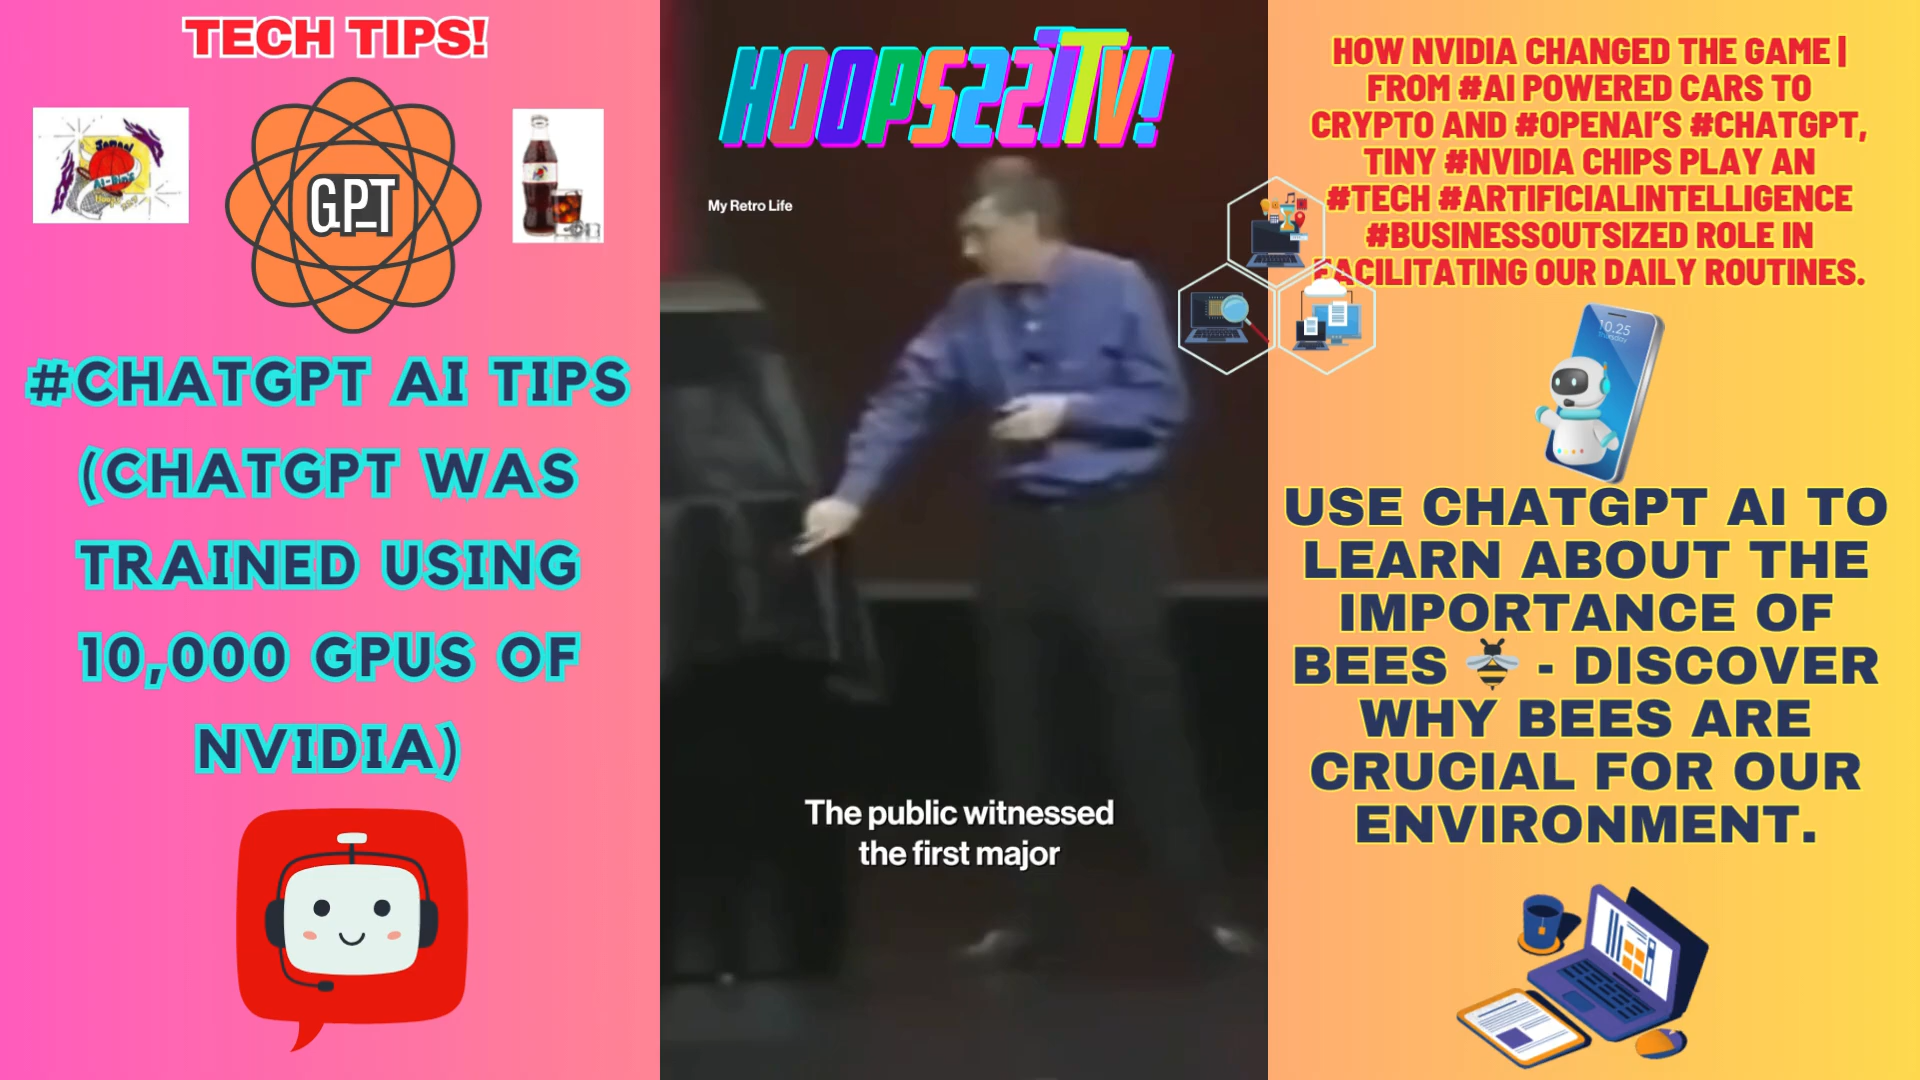 TECH TIPS!
GPT
#CHATGPT AI TIPS
(CHATGPT WAS
TRAINED USING
10,000 GPUS OF
NVIDIA)
HOOPS22ITV!
My Retro Life
The public witnessed
the first major
HOW NVIDIA CHANGED THE GAME |
FROM #AI POWERED CARS TO
CRYPTO AND #OPENAI'S #CHATGPT,
TINY #NVIDIA CHIPS PLAY AN
#TECH #ARTIFICIALINTELLIGENCE
#BUSINESSOUTSIZED ROLE IN
FACILITATING OUR DAILY ROUTINES.
10.25
USE CHATGPT AI TO
LEARN ABOUT THE
IMPORTANCE OF
BEES 🐝 - DISCOVER
WHY BEES ARE
CRUCIAL FOR OUR
ENVIRONMENT.